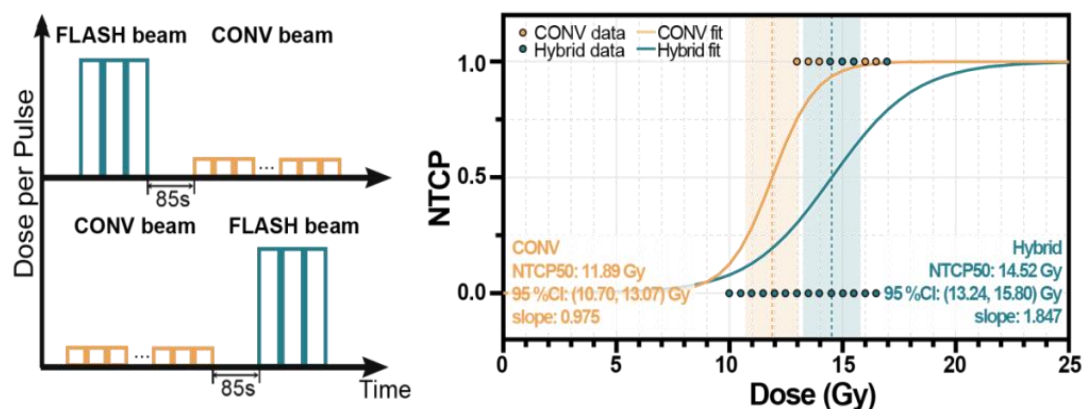 FLASH beam CONV beam
Dose per Pulse
...
85s
CONV beam FLASH beam
...
85s
Time
CONV data CONV fit
Hybrid data Hybrid fit
NTCP
1.0
0.5
0.0
CONV
NTCP50: 11.89 Gy
95 %CI: (10.70, 13.07) Gy
slope: 0.975
Hybrid
NTCP50: 14.52 Gy
95 %CI: (13.24, 15.80) Gy
slope: 1.847
0 5 10 15 20 25
Dose (Gy)